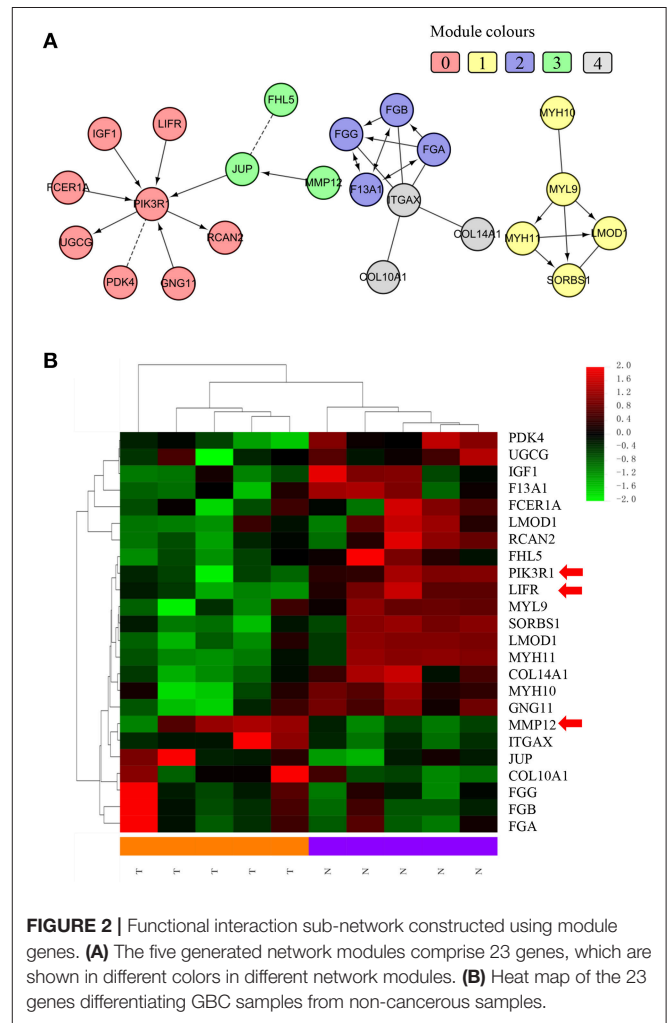 A
Module colours
0 1 2 3 4
FHL5
LIFR
IGF1
JUP
MMP12
FCER1A
PIK3R1
UGCG
RCAN2
PDK4
GNG11
FGB
FGG
FGA
F13A1
ITGAX
COL14A1
COL10A1
MYH10
MYL9
MYH11
LMOD1
SORBS1
B
2.0
1.6
1.2
0.8
0.4
0.0
-0.4
-0.8
-1.2
-1.6
-2.0
PDK4
UGCG
IGF1
F13A1
FCER1A
LMOD1
RCAN2
FHL5
PIK3R1
LIFR
MYL9
SORBS1
LMOD1
MYH11
COL14A1
MYH10
GNG11
MMP12
ITGAX
JUP
COL10A1
FGG
FGB
FGA
T T T T T N N N N N
FIGURE 2 | Functional interaction sub-network constructed using module
genes. (A) The five generated network modules comprise 23 genes, which are
shown in different colors in different network modules. (B) Heat map of the 23
genes differentiating GBC samples from non-cancerous samples.